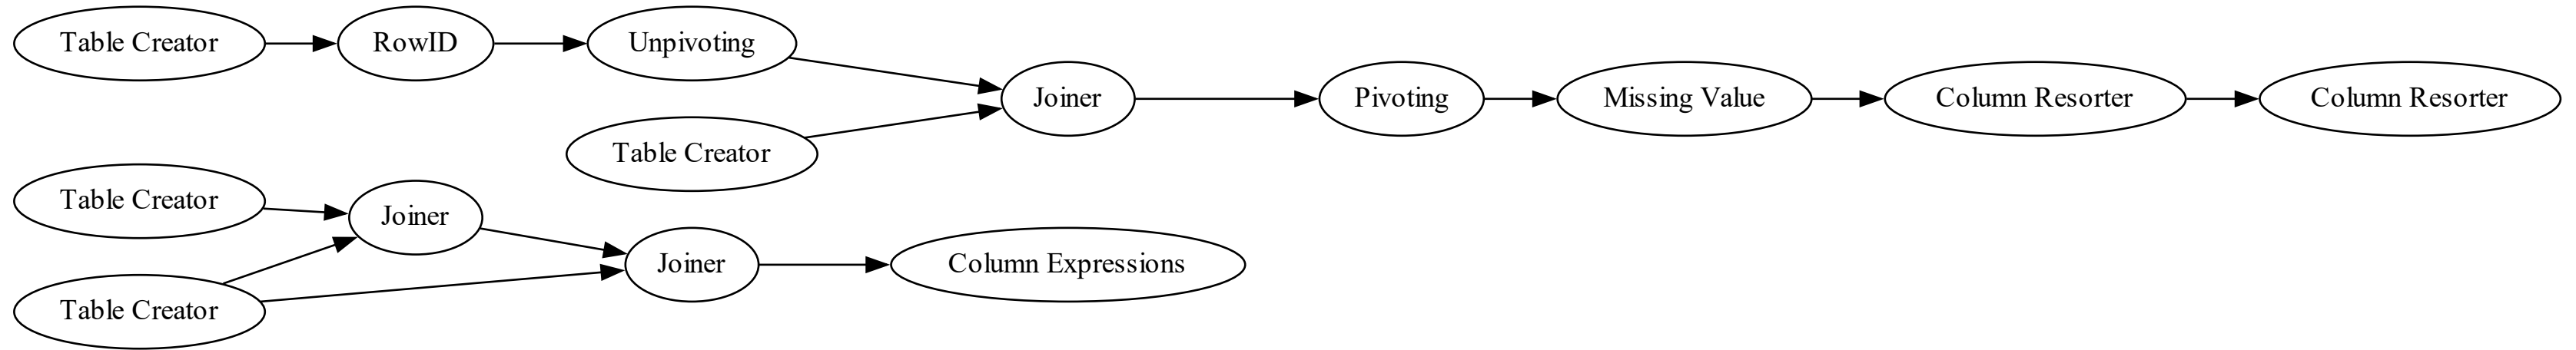 Table Creator
RowID
Unpivoting
Joiner
Pivoting
Missing Value
Column Resorter
Column Resorter
Table Creator
Table Creator
Joiner
Joiner
Column Expressions
Table Creator